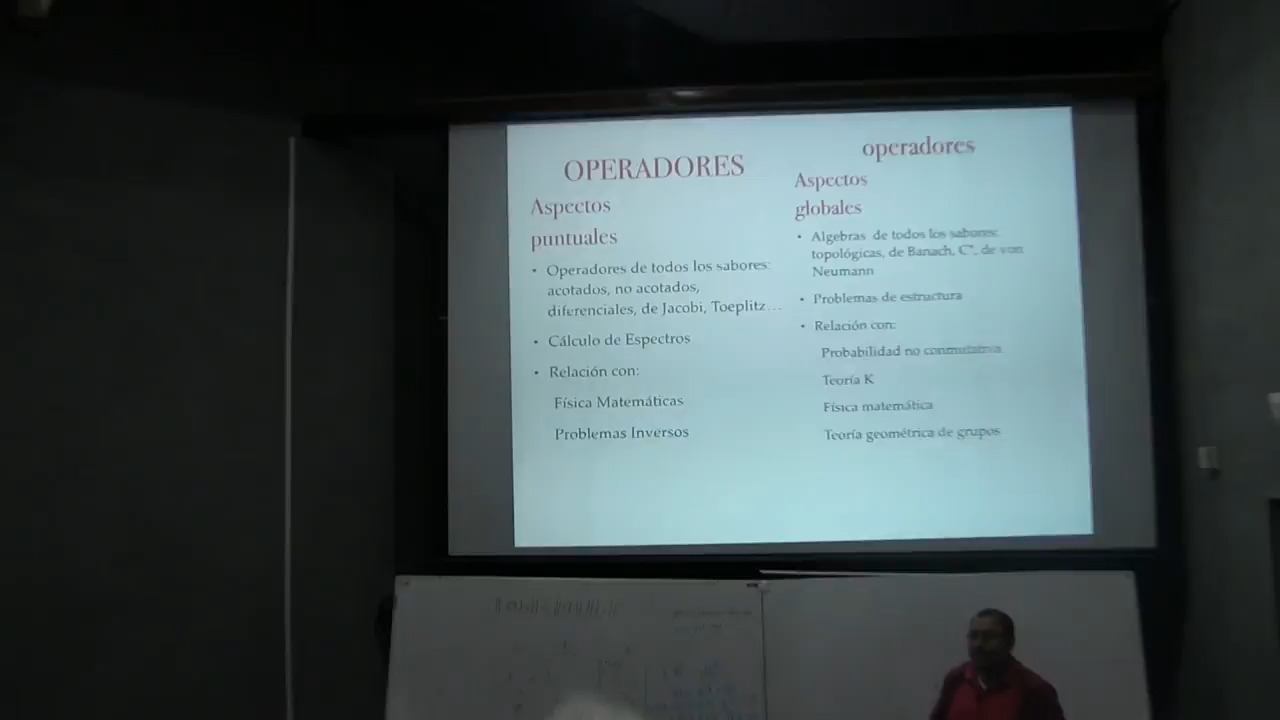 OPERADORES
Aspectos
puntuales
• Operadores de todos los sabores:
acotados, no acotados,
diferenciales, de Jacobi, Toeplitz…
• Cálculo de Espectros
• Relación con:
Física Matemáticas
Problemas Inversos
operadores
Aspectos
globales
• Algebras de todos los sabores:
topológicas, de Banach, C*, de von
Neumann
• Problemas de estructura
• Relación con:
Probabilidad no conmutativa
Teoría K
Física matemática
Teoría geométrica de grupos